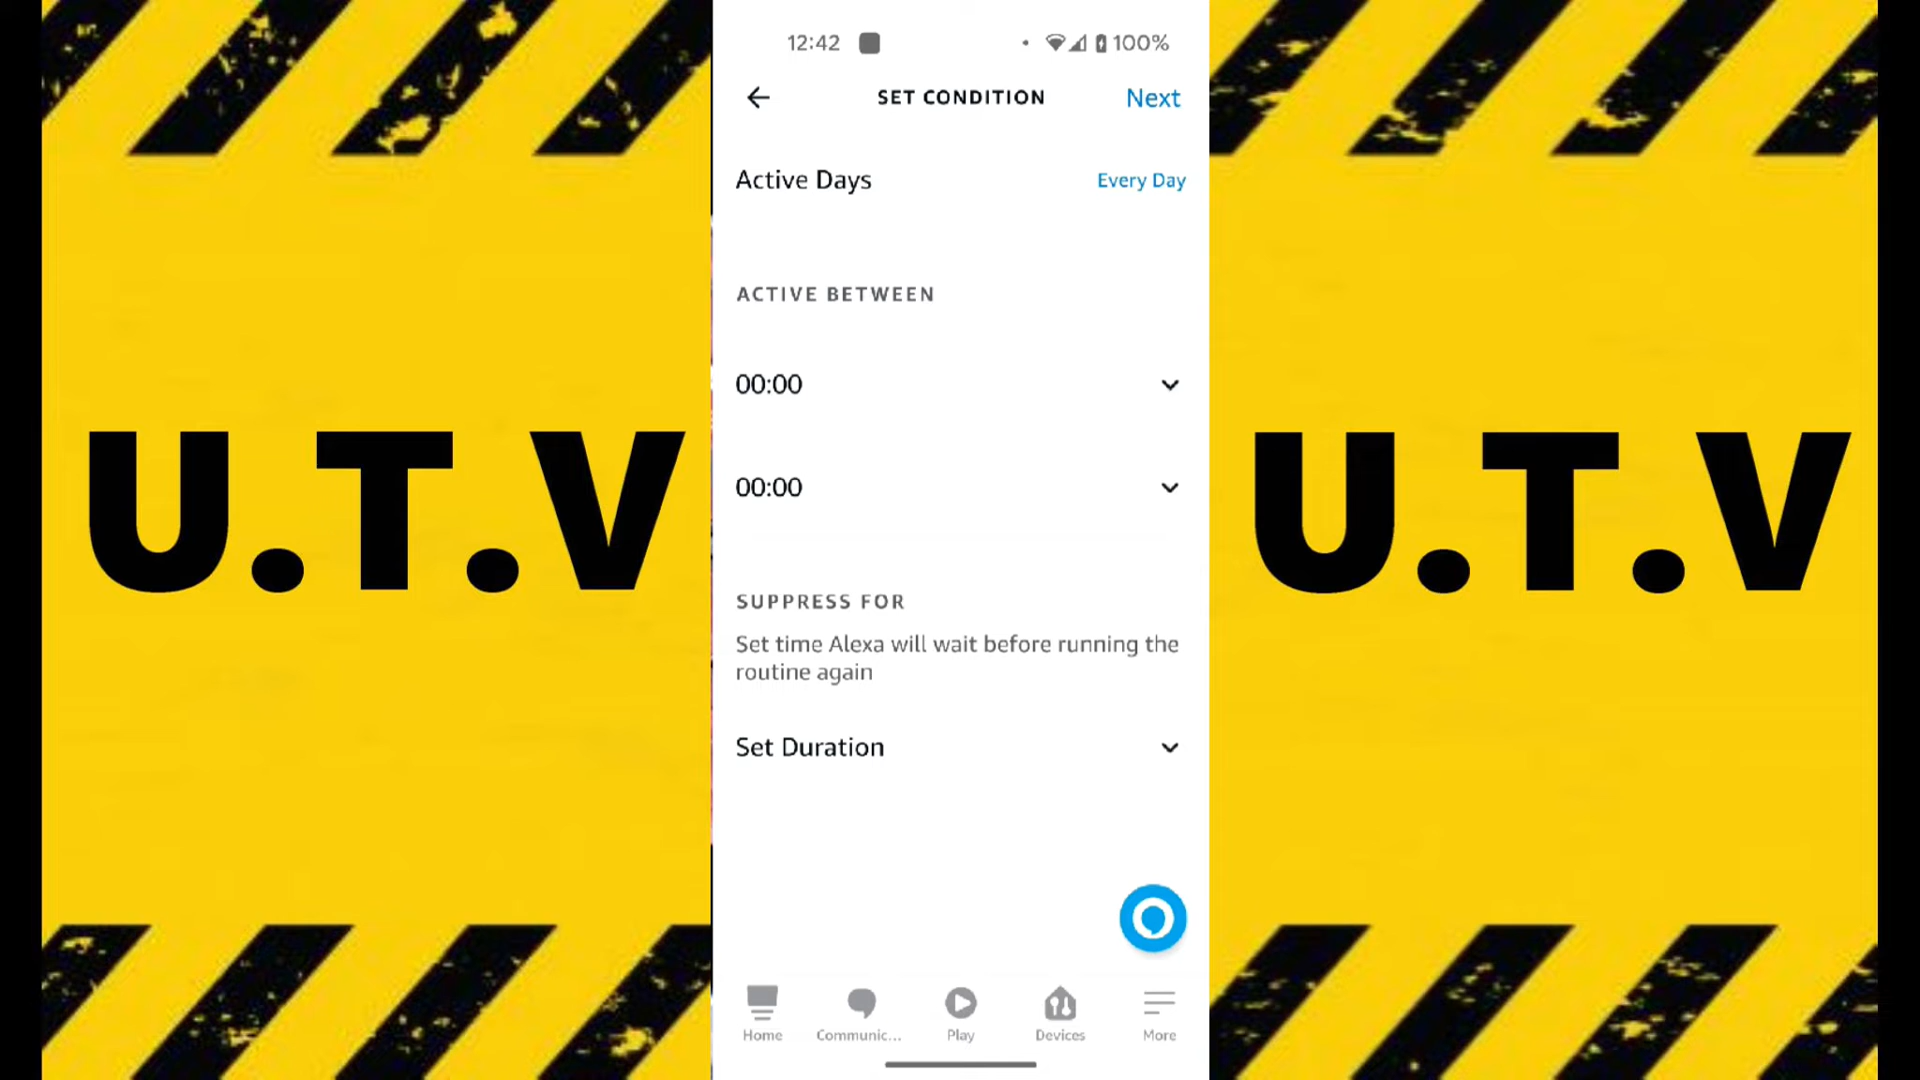 12:42 100%
SET CONDITION Next
Active Days Every Day
ACTIVE BETWEEN
00:00
U.T.V U.T.V
00:00
SUPPRESS FOR
Set time Alexa will wait before running the
routine again
Set Duration
Home Communic... Play Devices More